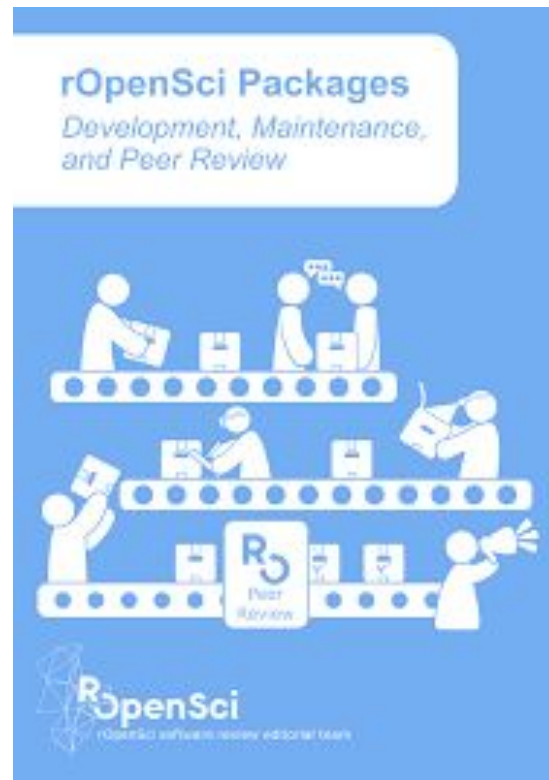 rOpenSci Packages
Development, Maintenance,
and Peer Review
R
Peer
Review
ROpenSci
rOpenSci software review editorial team